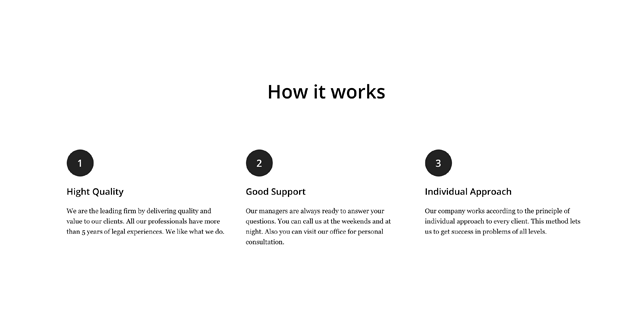 How it works
1
Hight Quality
We are the leading firm by delivering quality and
value to our clients. All our professionals have more
than 5 years of legal experiences. We like what we do.
2
Good Support
Our managers are always ready to answer your
questions. You can call us at the weekends and at
night. Also you can visit our office for personal
consultation.
3
Individual Approach
Our company works according to the principle of
individual approach to every client. This method lets
us to get success in problems of all levels.